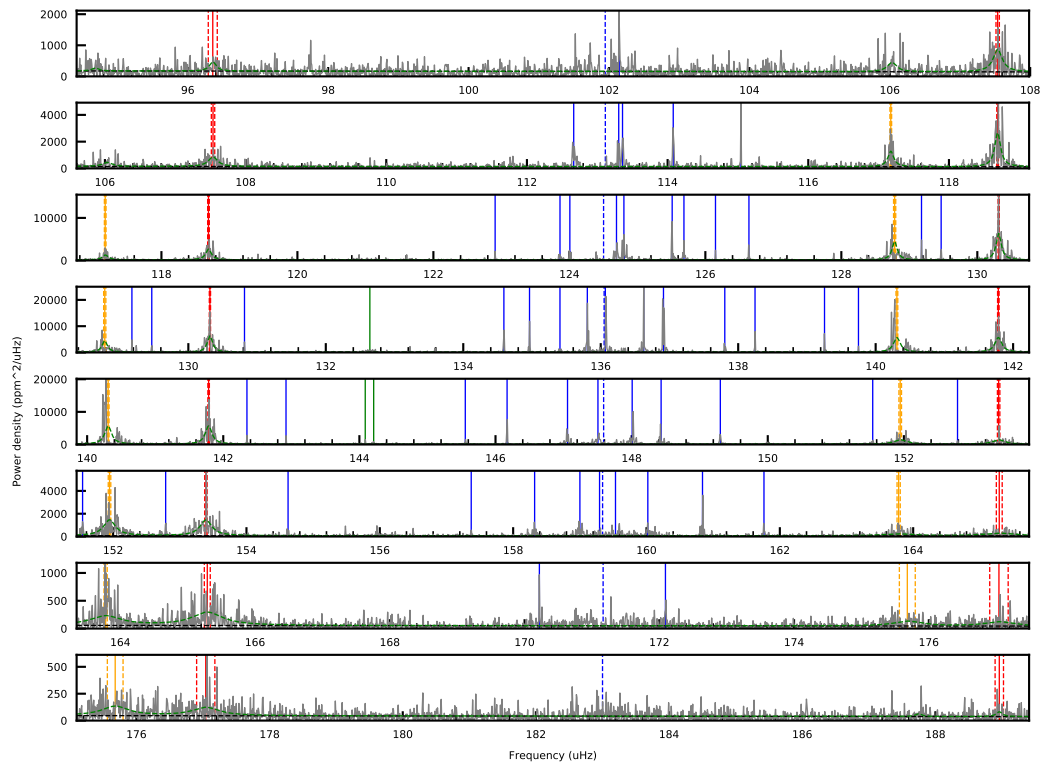 2000
1000
0
96 98 100 102 104 106 108
4000
2000
0
106 108 110 112 114 116 118
10000
0
118 120 122 124 126 128 130
20000
10000
0
130 132 134 136 138 140 142
20000
10000
0
140 142 144 146 148 150 152
4000
2000
0
152 154 156 158 160 162 164
1000
500
0
164 166 168 170 172 174 176
500
250
0
176 178 180 182 184 186 188
Power density (ppm^2/uHz)
Frequency (uHz)